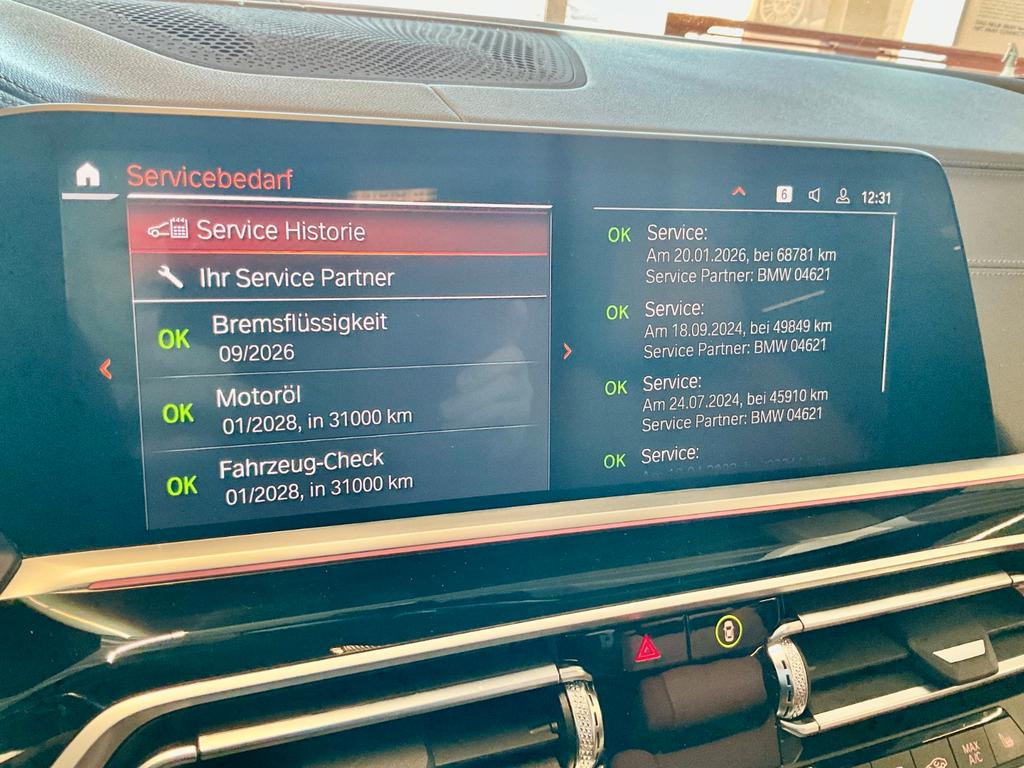 Servicebedarf
6
12:31
Service Historie
Ihr Service Partner
OK
Bremsflüssigkeit
09/2026
OK
Motoröl
01/2028, in 31000 km
OK
Fahrzeug-Check
01/2028, in 31000 km
OK
Service:
Am 20.01.2026, bei 68781 km
Service Partner: BMW 04621
OK
Service:
Am 18.09.2024, bei 49849 km
Service Partner: BMW 04621
OK
Service:
Am 24.07.2024, bei 45910 km
Service Partner: BMW 04621
OK
Service:
MAX
A/C